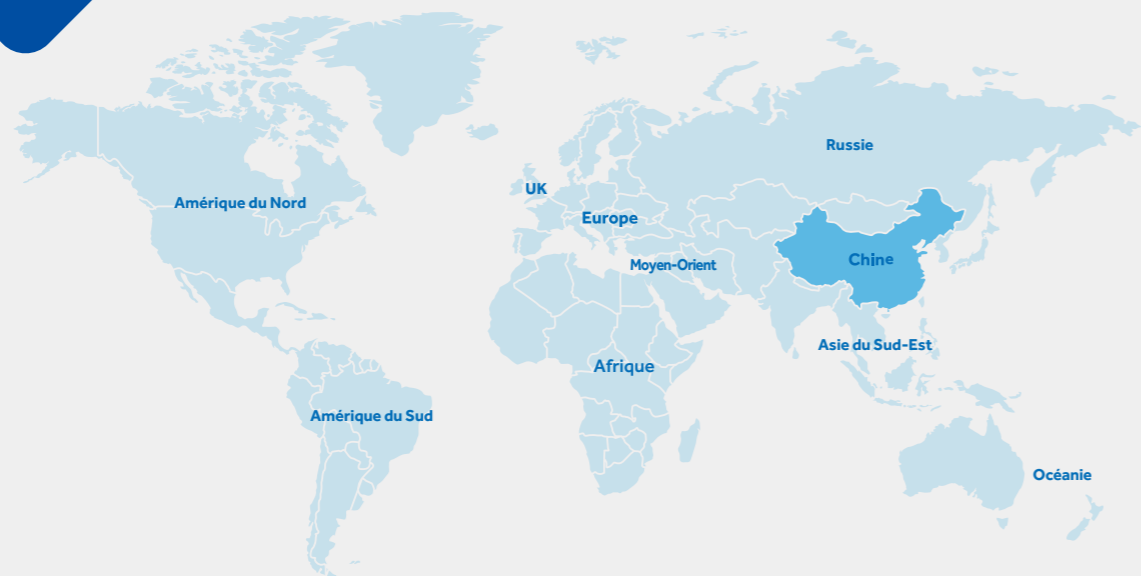 Russie
UK
Amérique du Nord
Europe
Chine
Moyen-Orient
Asie du Sud-Est
Afrique
Amérique du Sud
Océanie